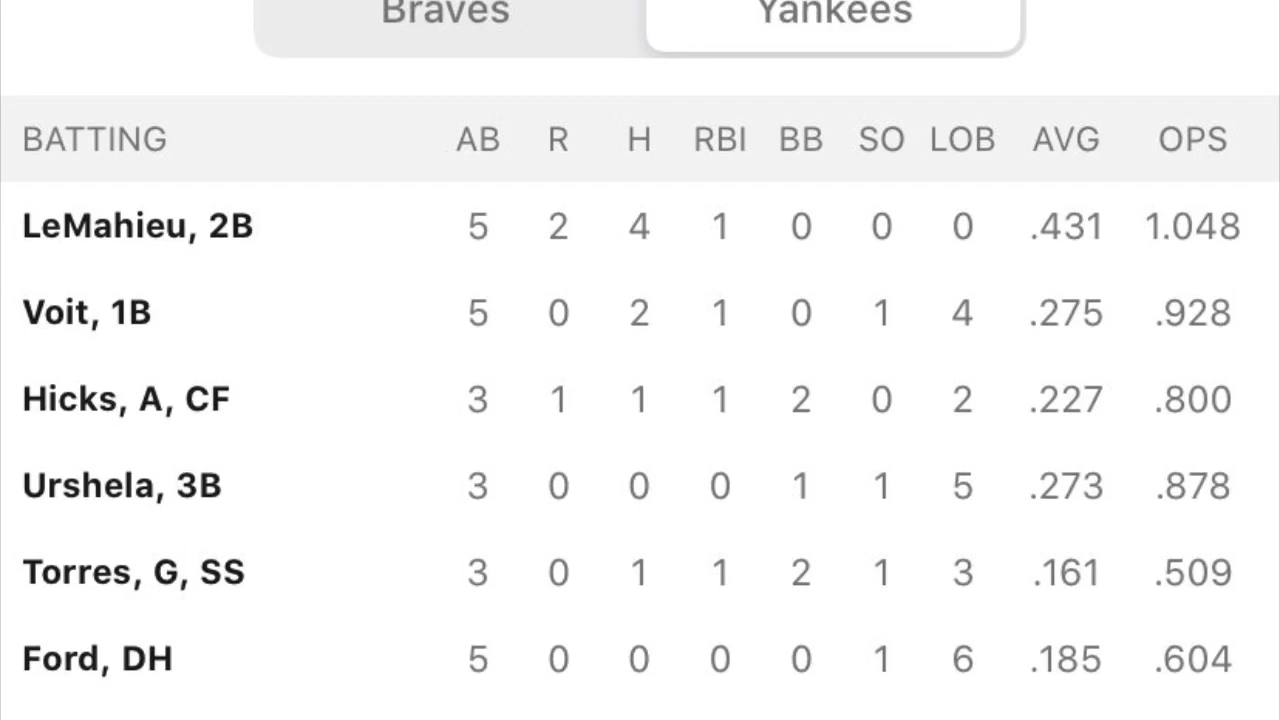 Braves Yankees
BATTING AB R H RBI BB SO LOB AVG OPS
LeMahieu, 2B 5 2 4 1 0 0 0 .431 1.048
Voit, 1B 5 0 2 1 0 1 4 .275 .928
Hicks, A, CF 3 1 1 1 2 0 2 .227 .800
Urshela, 3B 3 0 0 0 1 1 5 .273 .878
Torres, G, SS 3 0 1 1 2 1 3 .161 .509
Ford, DH 5 0 0 0 0 1 6 .185 .604